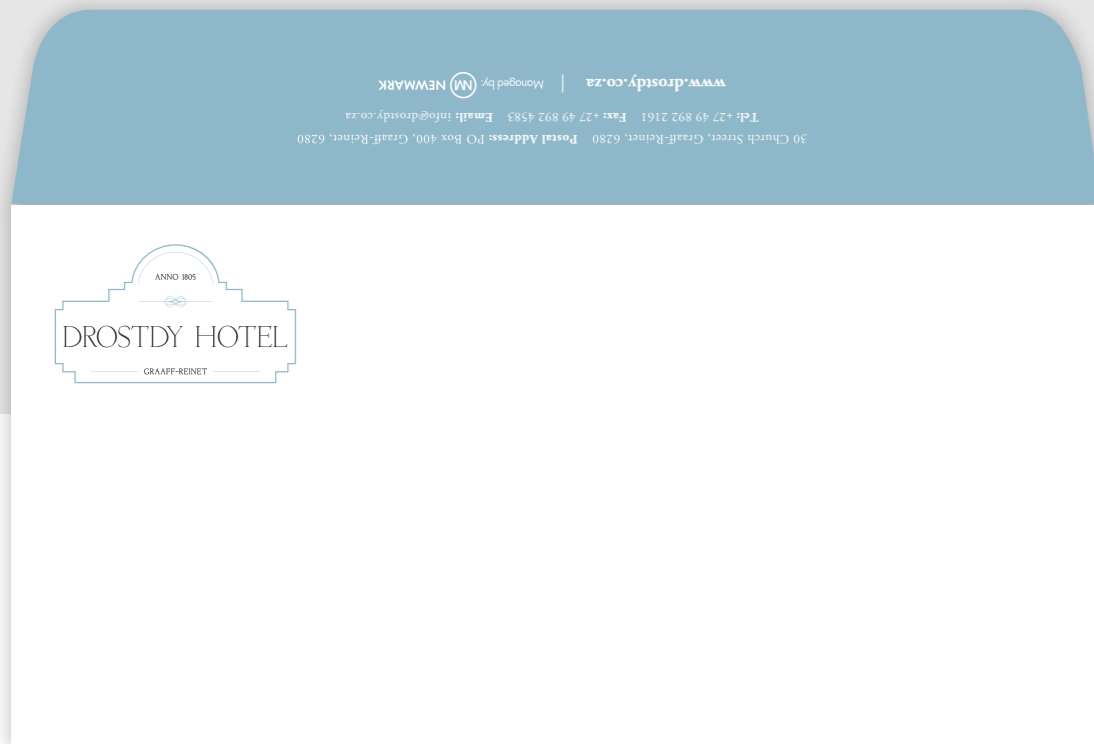 30 Church Street, Graaff-Reinet, 6280 Postal Address: PO Box 400, Graaff-Reinet, 6280
Tel: +27 49 892 2161 Fax: +27 49 892 4583 Email: info@drostdy.co.za
www.drostdy.co.za | Managed by: NM NEWMARK
ANNO 1805
DROSTDY HOTEL
GRAAFF-REINET